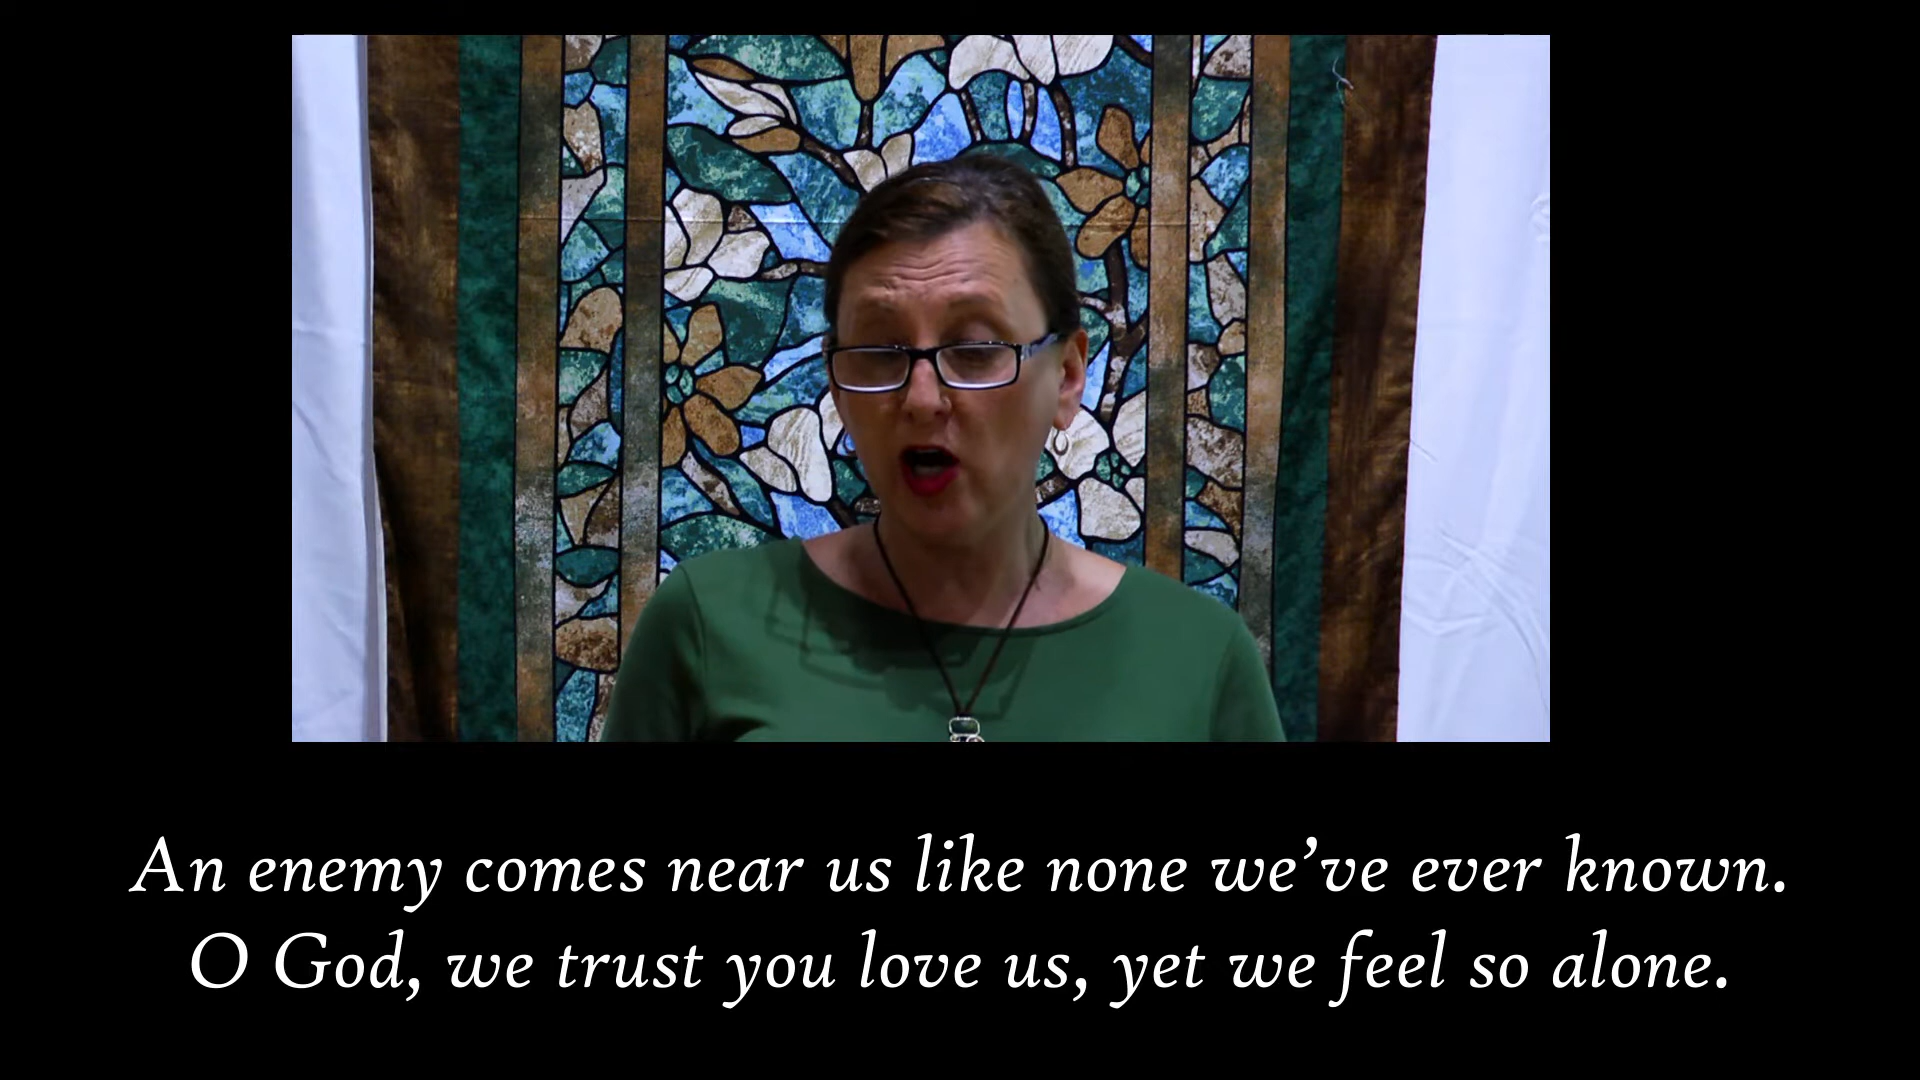 An enemy comes near us like none we’ve ever known.
O God, we trust you love us, yet we feel so alone.